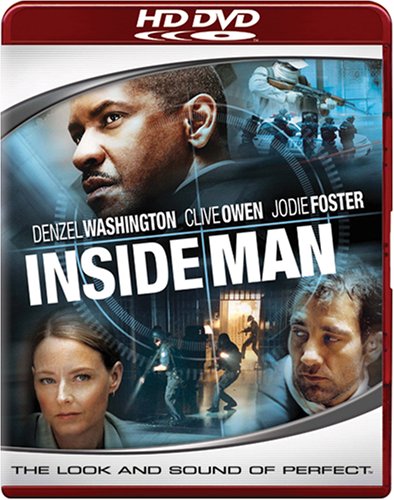 HD DVD
DENZEL WASHINGTON CLIVE OWEN JODIE FOSTER
INSIDE MAN
THE LOOK AND SOUND OF PERFECT.